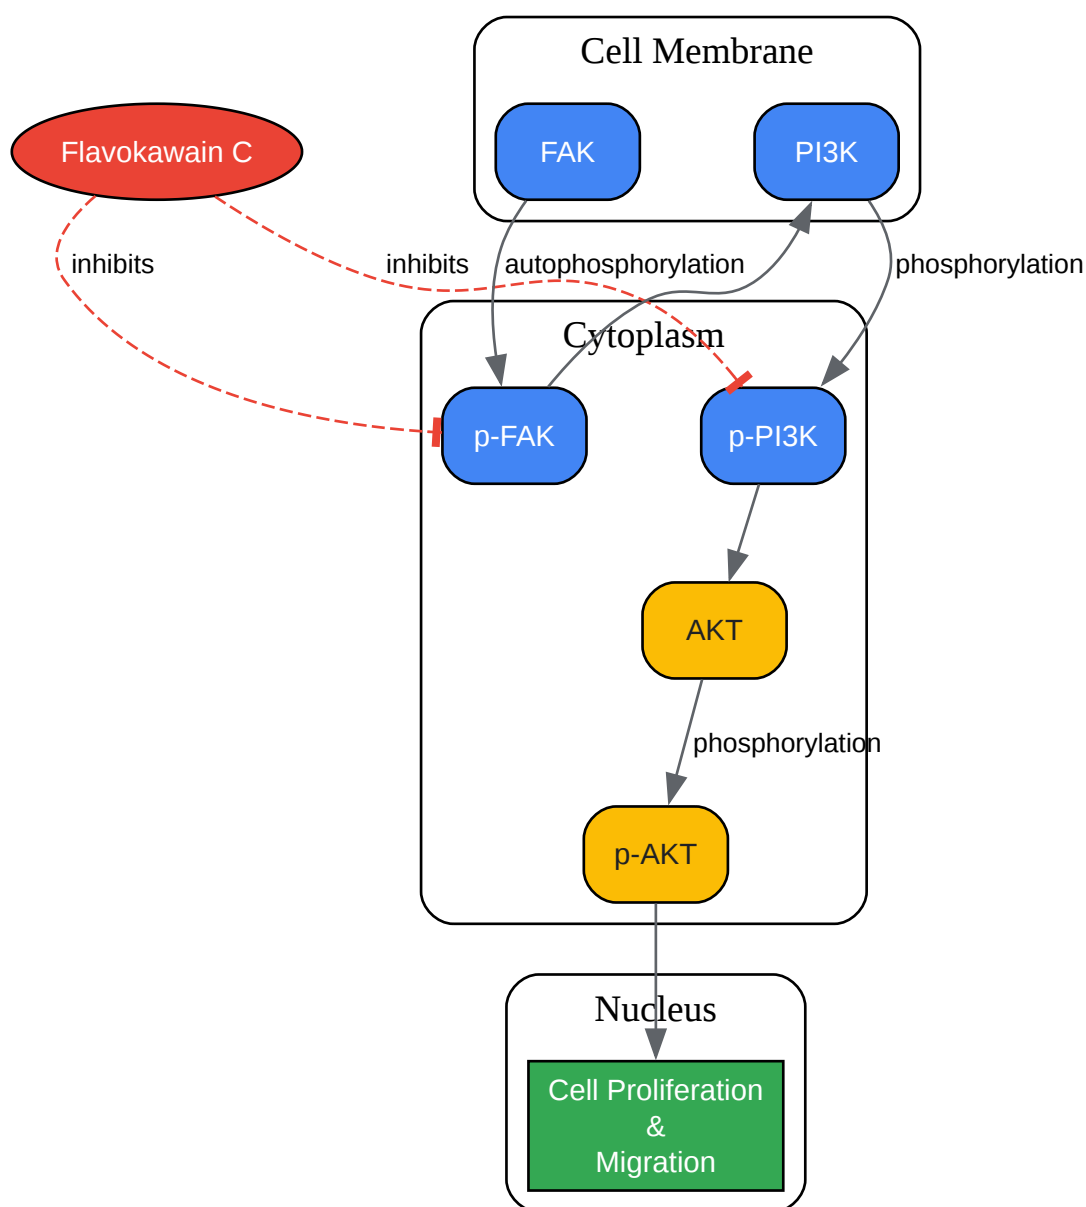 Cell Membrane
Flavokawain C
FAK
PI3K
inhibits
inhibits
autophosphorylation
phosphorylation
Cytoplasm
p-FAK
p-PI3K
AKT
phosphorylation
p-AKT
Nucleus
Cell Proliferation
&
Migration